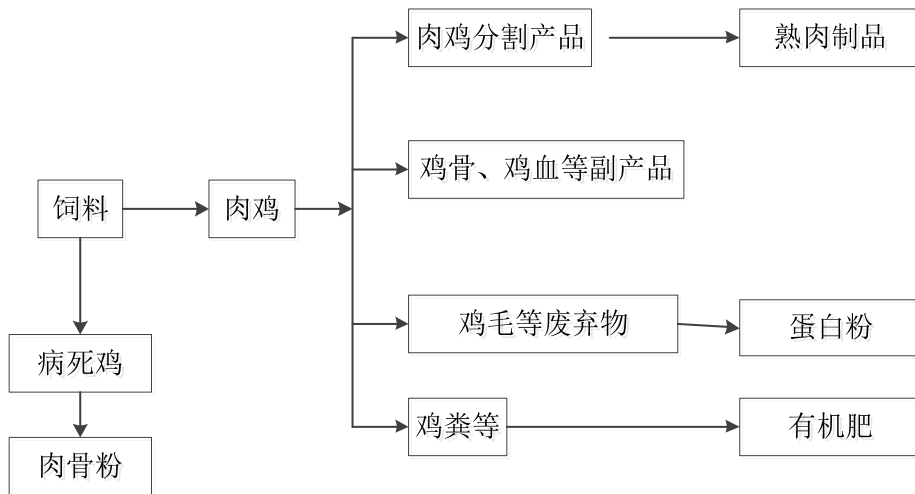 肉鸡分割产品
熟肉制品
鸡骨、鸡血等副产品
饲料
肉鸡
鸡毛等废弃物
蛋白粉
病死鸡
鸡粪等
有机肥
肉骨粉